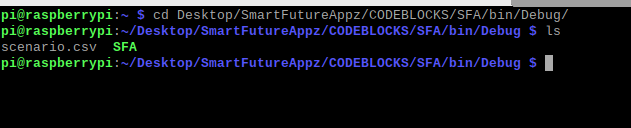 pi@raspberrypi:~ $ cd Desktop/SmartFutureAppz/CODEBLOCKS/SFA/bin/Debug/
pi@raspberrypi:~/Desktop/SmartFutureAppz/CODEBLOCKS/SFA/bin/Debug $ ls
scenario.csv  SFA
pi@raspberrypi:~/Desktop/SmartFutureAppz/CODEBLOCKS/SFA/bin/Debug $